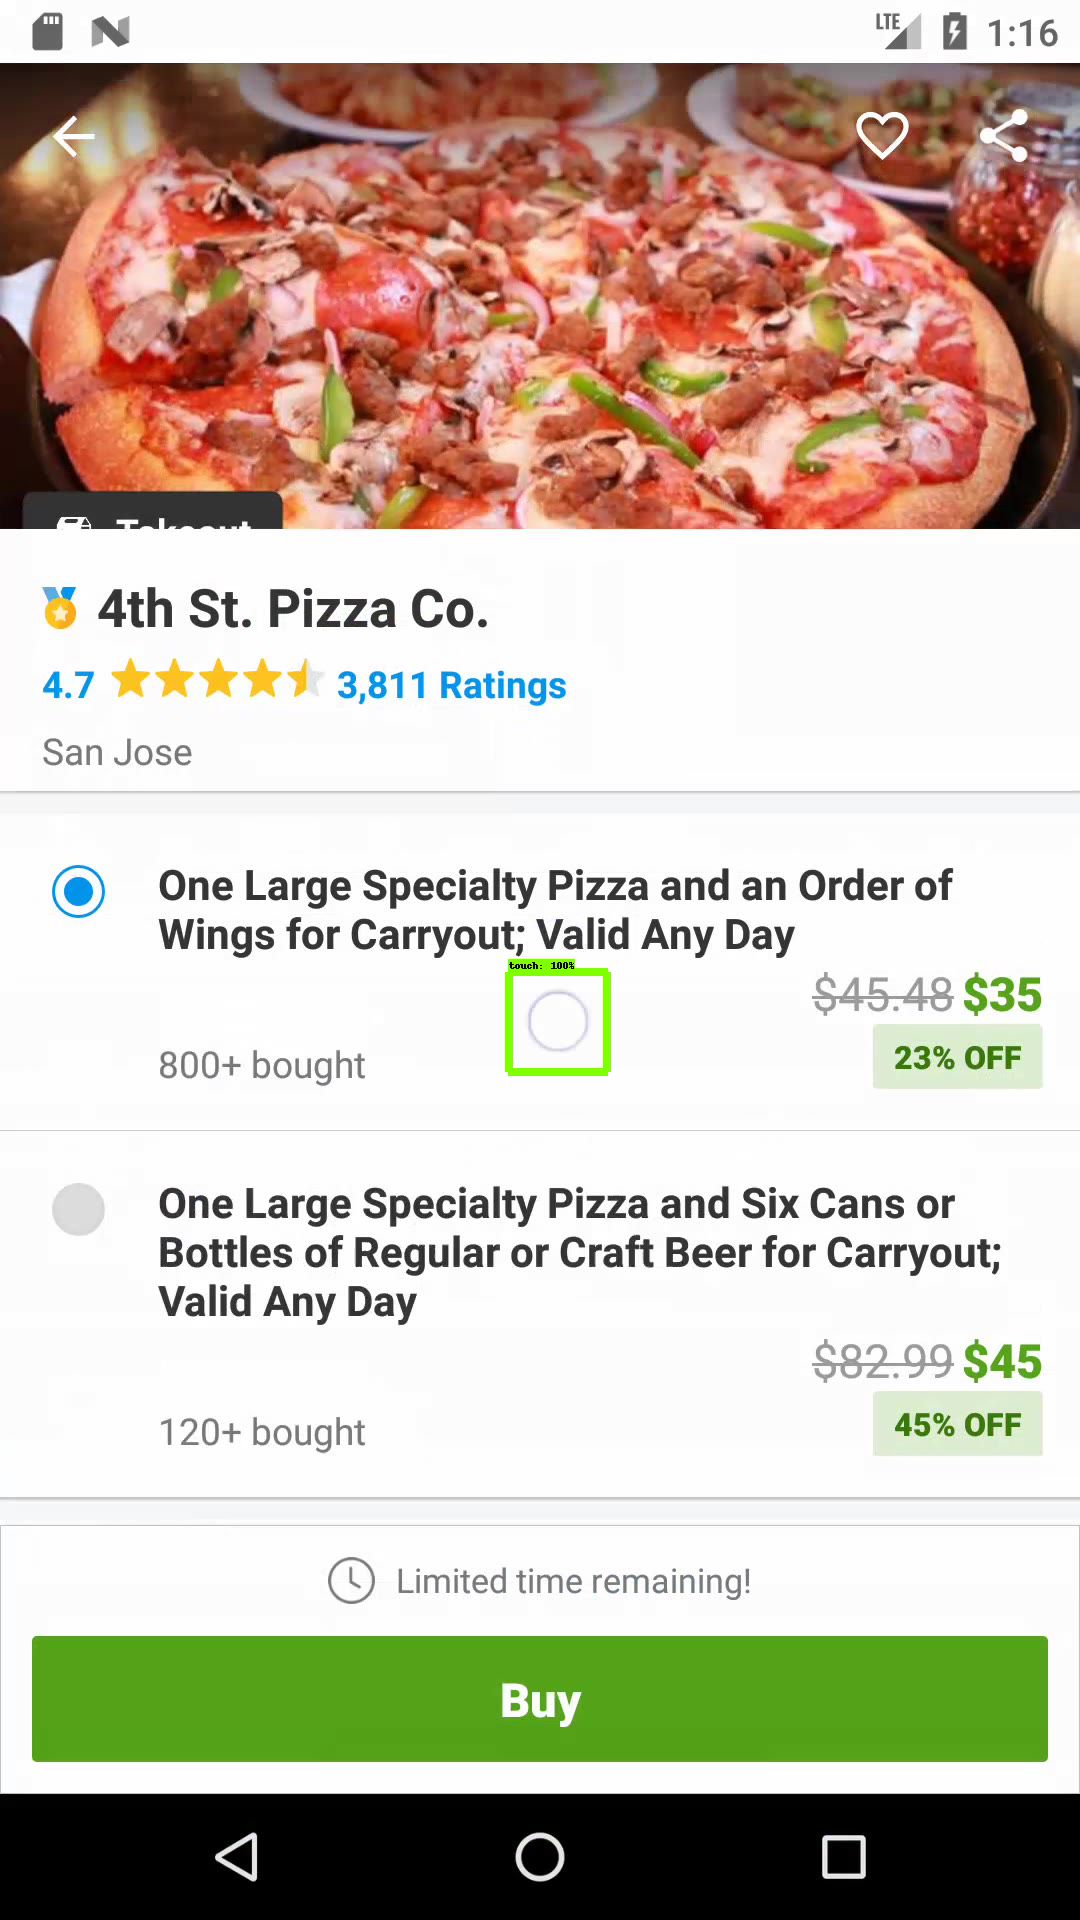 LTE 1:16
Takeout
4th St. Pizza Co.
4.7 3,811 Ratings
San Jose
One Large Specialty Pizza and an Order of
Wings for Carryout; Valid Any Day
touch: 100%
$45.48 $35
800+ bought
23% OFF
One Large Specialty Pizza and Six Cans or
Bottles of Regular or Craft Beer for Carryout;
Valid Any Day
$82.99 $45
120+ bought
45% OFF
Limited time remaining!
Buy